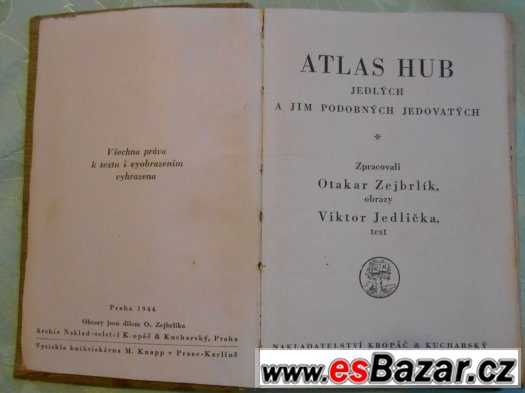 Všechna práva
k textu i vyobrazením
vyhrazena
Praha 1944
Obrazy jsou dílem O. Zejbrlíka
Archiv Nakladatelství Kropáč & Kucharský, Praha
Vytiskla knihtiskárna M. Knapp v Praze-Karlíně
ATLAS HUB
JEDLÝCH
A JIM PODOBNÝCH JEDOVATÝCH
*
Zpracovali
Otakar Zejbrlík,
obrazy
Viktor Jedlička,
text
NAKLADATELSTVÍ KROPÁČ & KUCHARSKÝ
www.esBazar.cz